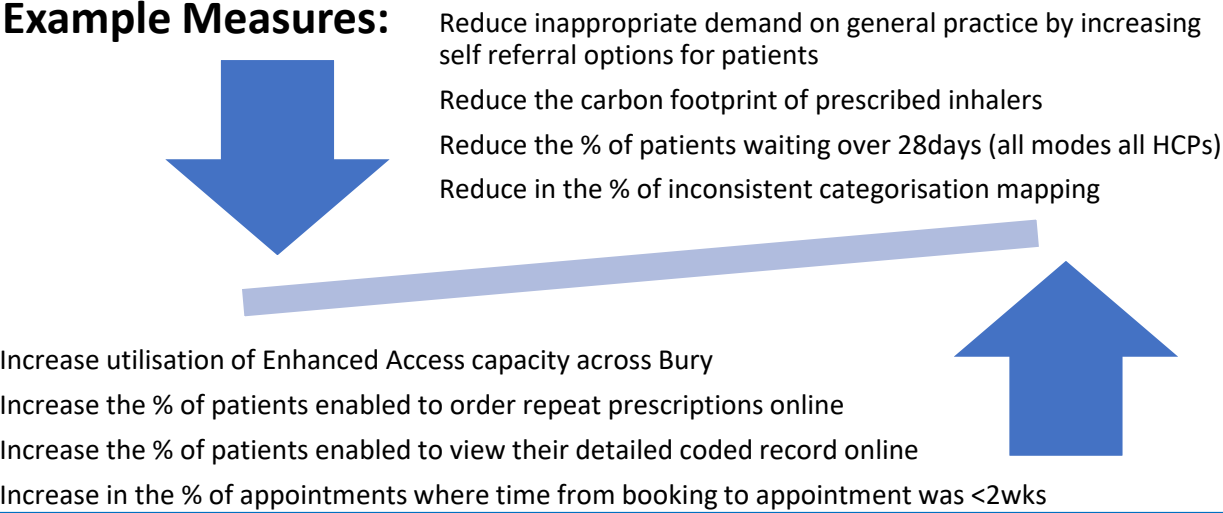 Example Measures:
Reduce inappropriate demand on general practice by increasing
self referral options for patients
Reduce the carbon footprint of prescribed inhalers
Reduce the % of patients waiting over 28days (all modes all HCPs)
Reduce in the % of inconsistent categorisation mapping
Increase utilisation of Enhanced Access capacity across Bury
Increase the % of patients enabled to order repeat prescriptions online
Increase the % of patients enabled to view their detailed coded record online
Increase in the % of appointments where time from booking to appointment was <2wks